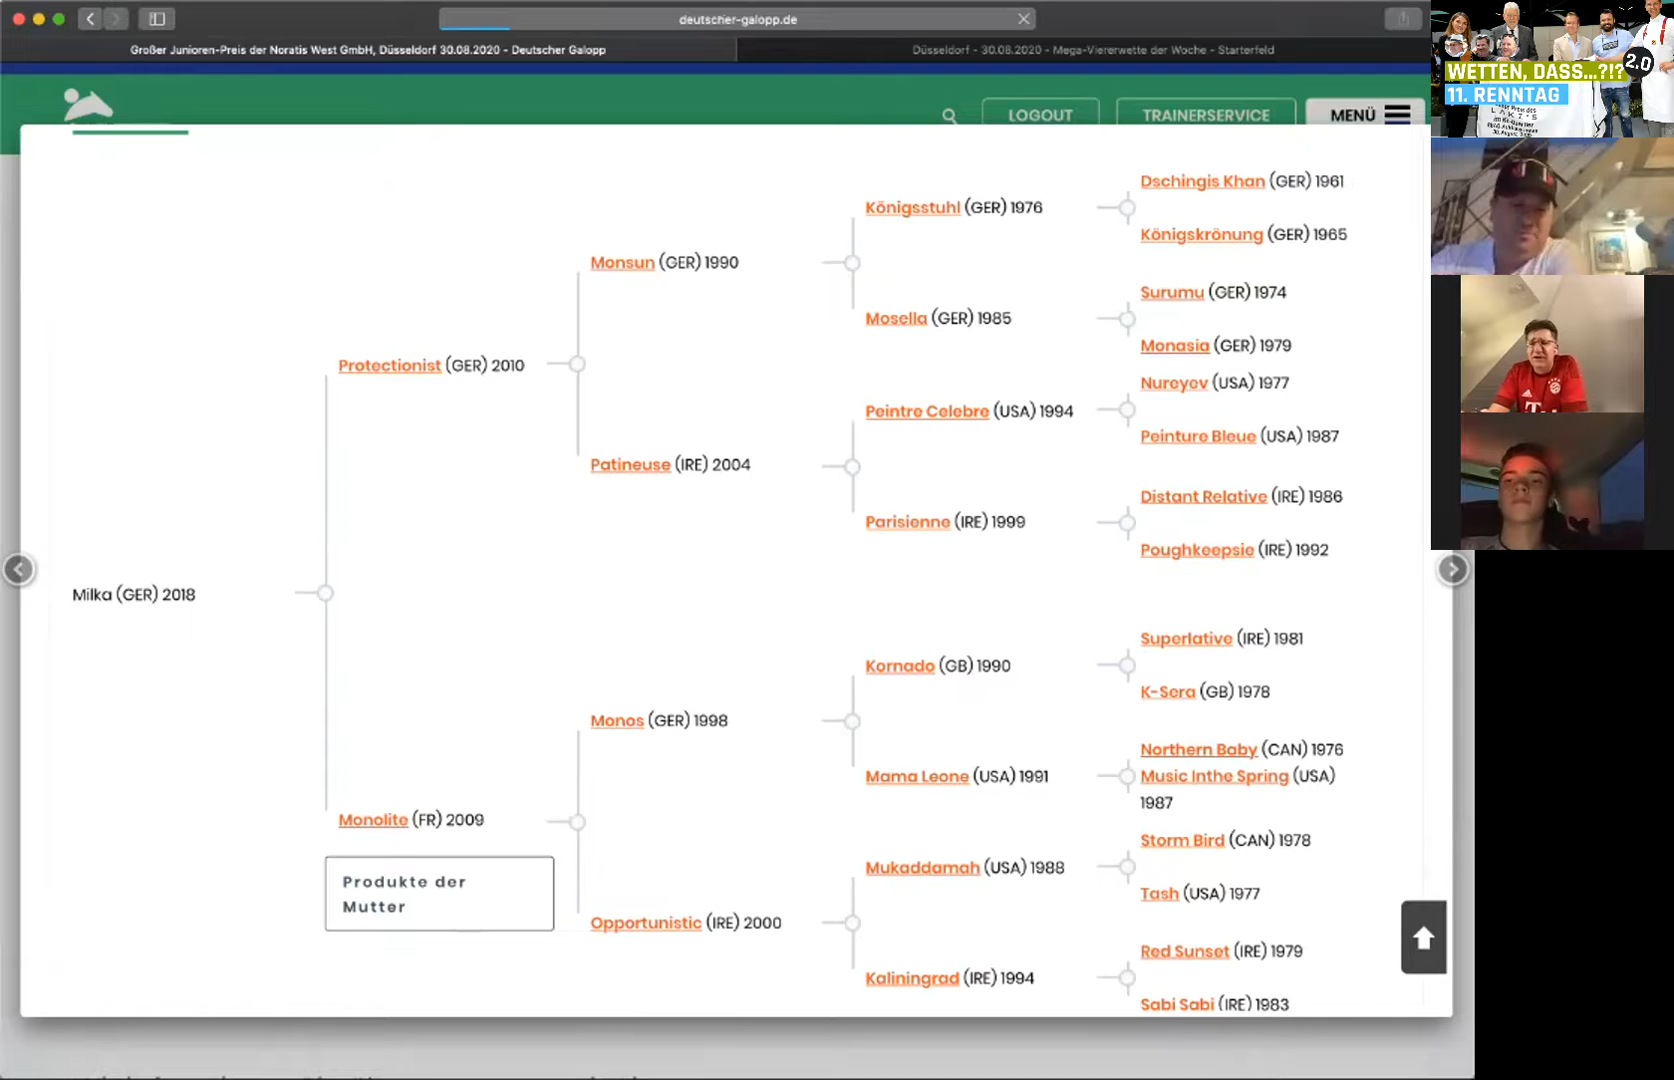 deutscher-galopp.de
Großer Junioren-Preis der Noratis West GmbH, Düsseldorf 30.08.2020 - Deutscher Galopp
Düsseldorf - 30.08.2020 - Mega-Viererwette der Woche - Starterfeld
LOGOUT
TRAINERSERVICE
MENÜ
WETTEN, DASS...?!?
2.0
11. RENNTAG
Dschingis Khan (GER) 1961
Königsstuhl (GER) 1976
Königskrönung (GER) 1965
Monsun (GER) 1990
Surumu (GER) 1974
Mosella (GER) 1985
Monasia (GER) 1979
Protectionist (GER) 2010
Nureyev (USA) 1977
Peintre Celebre (USA) 1994
Peinture Bleue (USA) 1987
Patineuse (IRE) 2004
Distant Relative (IRE) 1986
Parisienne (IRE) 1999
Poughkeepsie (IRE) 1992
Milka (GER) 2018
Superlative (IRE) 1981
Kornado (GB) 1990
K-Sera (GB) 1978
Monos (GER) 1998
Northern Baby (CAN) 1976
Mama Leone (USA) 1991
Music Inthe Spring (USA)
1987
Monolite (FR) 2009
Storm Bird (CAN) 1978
Mukaddamah (USA) 1988
Tash (USA) 1977
Produkte der
Mutter
Opportunistic (IRE) 2000
Red Sunset (IRE) 1979
Kaliningrad (IRE) 1994
Sabi Sabi (IRE) 1983